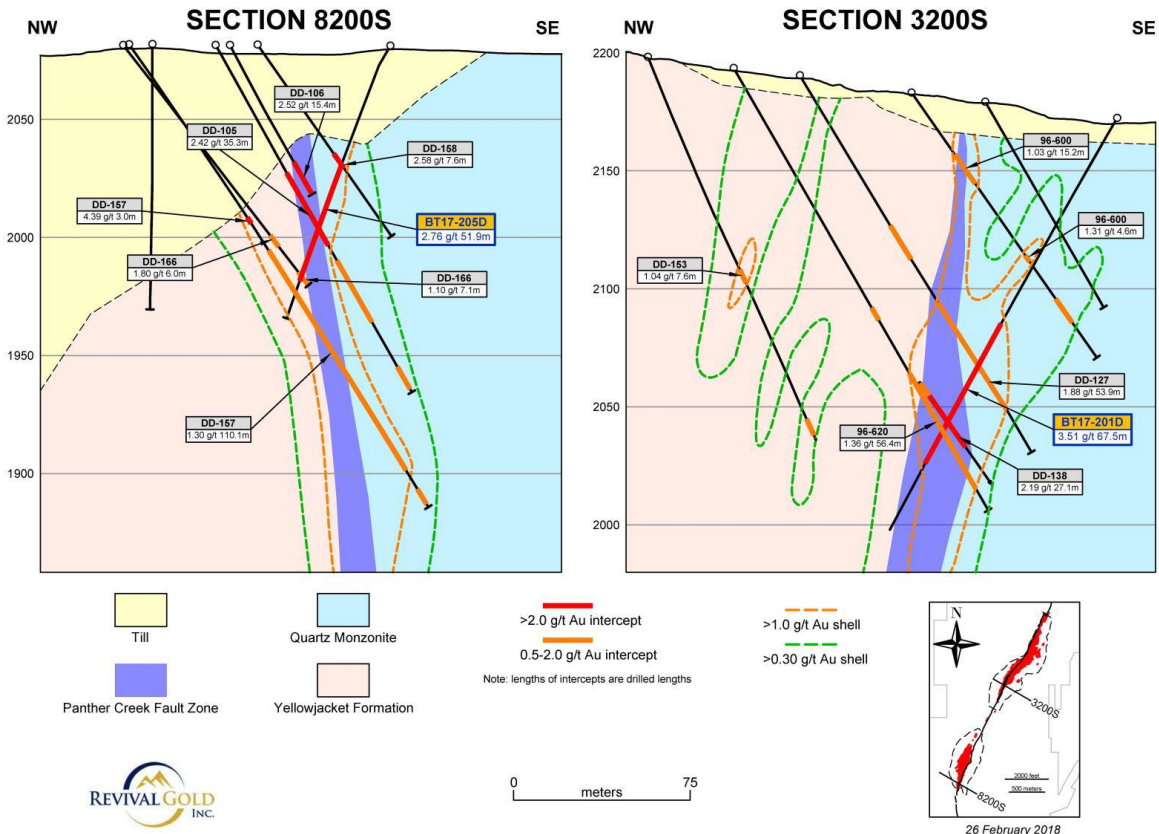 NW
SECTION 8200S
SE
2050
2000
1950
1900
DD-106
2.52 g/t 15.4m
DD-105
2.42 g/t 35.3m
DD-158
2.58 g/t 7.6m
DD-157
4.39 g/t 3.0m
BT17-205D
2.76 g/t 51.9m
DD-166
1.80 g/t 6.0m
DD-166
1.10 g/t 7.1m
DD-157
1.30 g/t 110.1m
NW
SECTION 3200S
SE
2200
2150
2100
2050
2000
96-600
1.03 g/t 15.2m
96-600
1.31 g/t 4.6m
DD-153
1.04 g/t 7.6m
DD-127
1.88 g/t 53.9m
BT17-201D
3.51 g/t 67.5m
96-620
1.36 g/t 56.4m
DD-138
2.19 g/t 27.1m
Till
Quartz Monzonite
Panther Creek Fault Zone
Yellowjacket Formation
>2.0 g/t Au intercept
0.5-2.0 g/t Au intercept
Note: lengths of intercepts are drilled lengths
>1.0 g/t Au shell
>0.30 g/t Au shell
N
3200S
2000 feet
500 meters
8200S
26 February 2018
REVIVAL GOLD
INC.
0 75
meters